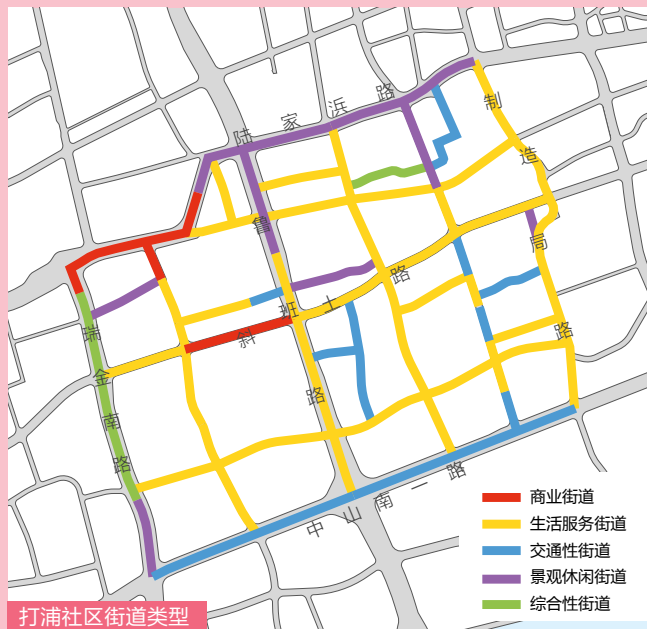 陆家浜路
制造局路
鲁班路
斜土路
瑞金南路
中山南一路
商业街道
生活服务街道
交通性街道
景观休闲街道
综合性街道
打浦社区街道类型